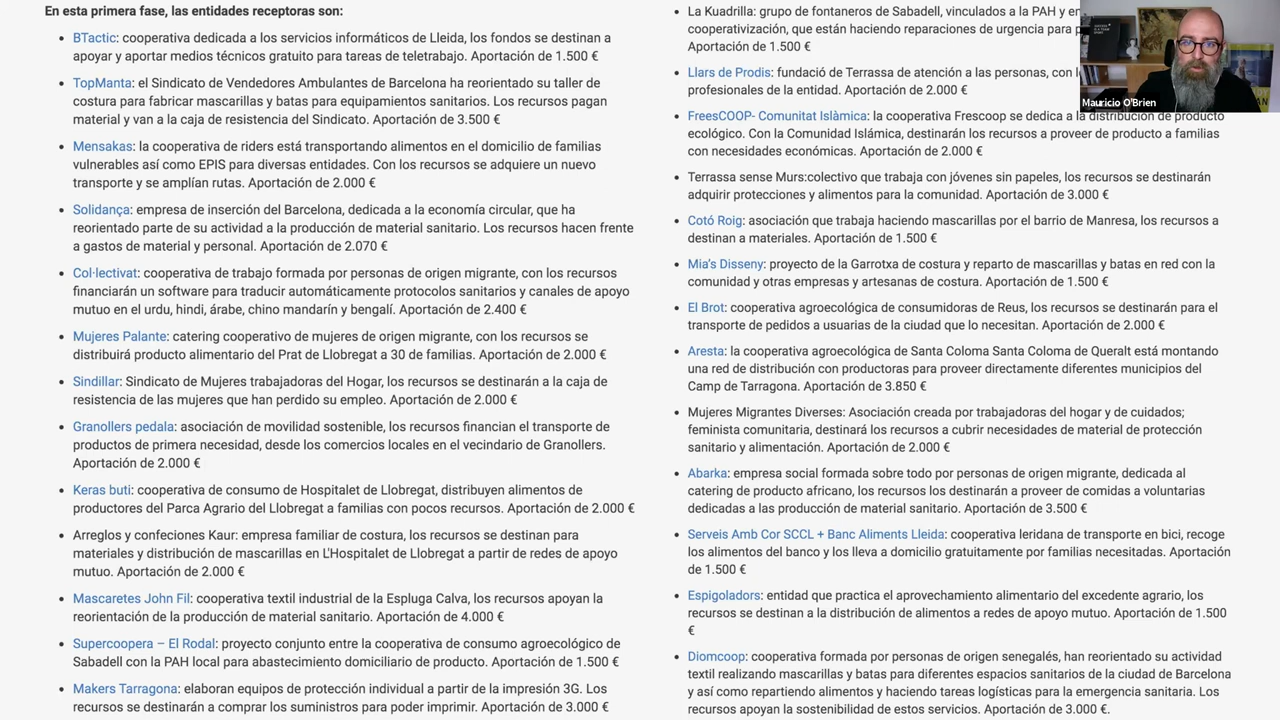 En esta primera fase, las entidades receptoras son:
BTactic: cooperativa dedicada a los servicios informática de Lleida, los fondos se destinan a
apoyar y aportar medios técnicos gratuito para tareas de teletrabajo. Aportación de 1.500 €
TopManta: el Sindicato de Vendedores Ambulantes de Barcelona ha reorientado su taller de
costura para fabricar mascarillas y batas para equipamientos sanitarios. Los recursos pagan
material y van a la caja de resistencia del Sindicato. Aportación de 3.500 €
Mensakas: la cooperativa de riders está transportando alimentos en el domicilio de familias
vulnerables así como EPIS para diversas entidades. Con los recursos se adquiere un nuevo
transporte y se amplían rutas. Aportación de 2.000 €
Solidança: empresa de inserción del Barcelona, dedicada a la economía circular, que ha
reorientado parte de su actividad a la producción de material sanitario. Los recursos hacen frente
a gastos de material y personal. Aportación de 2.070 €
Col·lectivat: cooperativa de trabajo formada por personas de origen migrante, con los recursos
financiarán un software para traducir automáticamente protocolos sanitarios y canales de apoyo
mutuo en el urdu, hindi, árabe, chino mandarín y bengalí. Aportación de 2.400 €
Mujeres Palante: catering cooperativo de mujeres de origen migrante, con los recursos se
distribuirá producto alimentario del Prat de Llobregat a 30 de familias. Aportación de 2.000 €
Sindillar: Sindicato de Mujeres trabajadoras del Hogar, los recursos se destinarán a la caja de
resistencia de las mujeres que han perdido su empleo. Aportación de 2.000 €
Granollers pedala: asociación de movilidad sostenible, los recursos financian el transporte de
productos de primera necesidad, desde los comercios locales en el vecindario de Granollers.
Aportación de 2.000 €
Keras buti: cooperativa de consumo de Hospitalet de Llobregat, distribuyen alimentos de
productores del Parca Agrario del Llobregat a familias con pocos recursos. Aportación de 2.000 €
Arreglos y confeciones Kaur: empresa familiar de costura, los recursos se destinan para
materiales y distribución de mascarillas en L'Hospitalet de Llobregat a partir de redes de apoyo
mutuo. Aportación de 2.000 €
Mascaretes John Fil: cooperativa textil industrial de la Espluga Calva, los recursos apoyan la
reorientación de la producción de material sanitario. Aportación de 4.000 €
Supercoopera – El Rodal: proyecto conjunto entre la cooperativa de consumo agroecológico de
Sabadell con la PAH local para abastecimiento domiciliario de producto. Aportación de 1.500 €
Makers Tarragona: elaboran equipos de protección individual a partir de la impresión 3G. Los
recursos se destinarán a comprar los suministros para poder imprimir. Aportación de 3.000 €
La Kuadrilla: grupo de fontaneros de Sabadell, vinculados a la PAH y en
cooperativización, que están haciendo reparaciones de urgencia para
Aportación de 1.500 €
Llars de Prodis: fundació de Terrassa de atención a las personas, con
profesionales de la entidad. Aportación de 2.000 €
FreesCOOP- Comunitat Islàmica: la cooperativa Frescoop se dedica a la distribución de producto
ecológico. Con la Comunidad Islámica, destinarán los recursos a proveer de producto a familias
con necesidades económicas. Aportación de 2.000 €
Terrassa sense Murs:colectivo que trabaja con jóvenes sin papeles, los recursos se destinarán
adquirir protecciones y alimentos para la comunidad. Aportación de 3.000 €
Cotó Roig: asociación que trabaja haciendo mascarillas por el barrio de Manresa, los recursos a
destinan a materiales. Aportación de 1.500 €
Mia's Disseny: proyecto de la Garrotxa de costura y reparto de mascarillas y batas en red con la
comunidad y otras empresas y artesanas de costura. Aportación de 1.500 €
El Brot: cooperativa agroecológica de consumidoras de Reus, los recursos se destinarán para el
transporte de pedidos a usuarias de la ciudad que lo necesitan. Aportación de 2.000 €
Aresta: la cooperativa agroecológica de Santa Coloma Santa Coloma de Queralt está montando
una red de distribución con productoras para proveer directamente diferentes municipios del
Camp de Tarragona. Aportación de 3.850 €
Mujeres Migrantes Diverses: Asociación creada por trabajadoras del hogar y de cuidados;
feminista comunitaria, destinará los recursos a cubrir necesidades de material de protección
sanitario y alimentación. Aportación de 2.000 €
Abarka: empresa social formada sobre todo por personas de origen migrante, dedicada al
catering de producto africano, los recursos los destinarán a proveer de comidas a voluntarias
dedicadas a las producción de material sanitario. Aportación de 3.500 €
Serveis Amb Cor SCCL + Banc Aliments Lleida: cooperativa leridana de transporte en bici, recoge
los alimentos del banco y los lleva a domicilio gratuitamente por familias necesitadas. Aportación
de 1.500 €
Espigoladors: entidad que practica el aprovechamiento alimentario del excedente agrario, los
recursos se destinan a la distribución de alimentos a redes de apoyo mutuo. Aportación de 1.500
€
Diomcoop: cooperativa formada por personas de origen senegalés, han reorientado su actividad
textil realizando mascarillas y batas para diferentes espacios sanitarios de la ciudad de Barcelona
y así como repartiendo alimentos y haciendo tareas logísticas para la emergencia sanitaria. Los
recursos apoyan la sostenibilidad de estos servicios. Aportación de 3.000 €.
Mauricio O'Brien